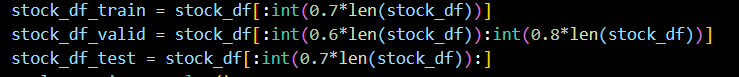 stock_df_train = stock_df[:int(0.7*len(stock_df))]
stock_df_valid = stock_df[:int(0.6*len(stock_df)):int(0.8*len(stock_df))]
stock_df_test = stock_df[:int(0.7*len(stock_df)):]